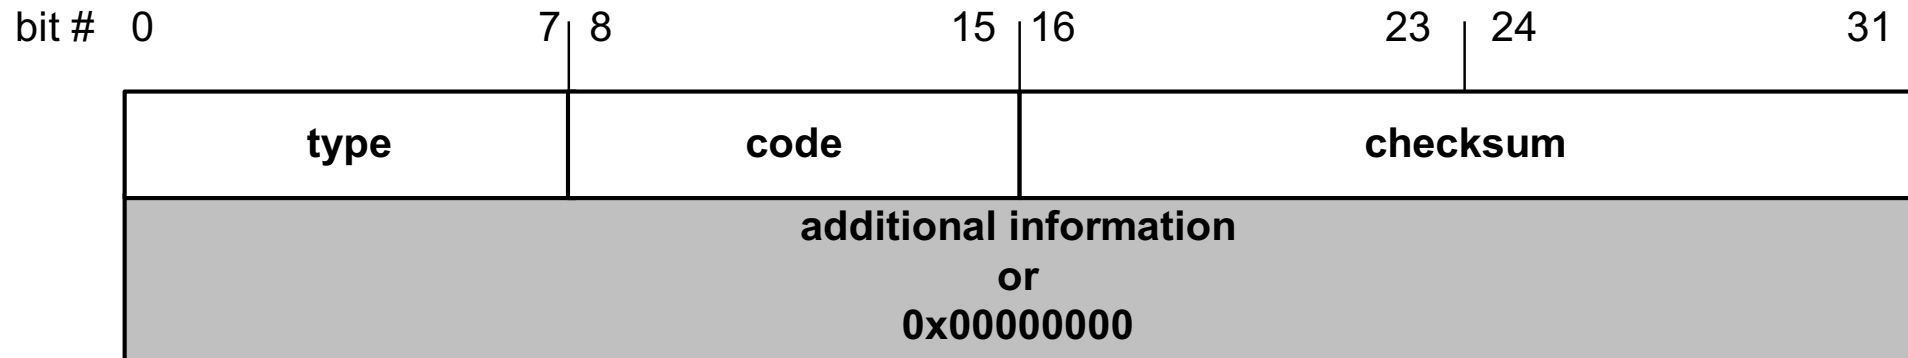 bit # 0 7 8 15 16 23 24 31
type code checksum
additional information
or
0x00000000